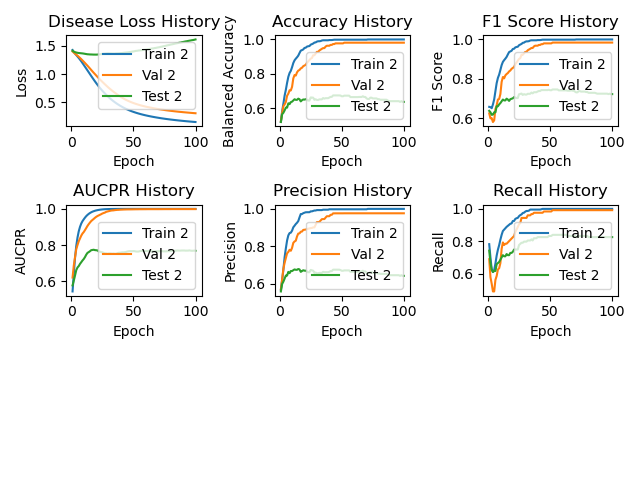 Disease Loss History
Loss
1.5
1.0
0.5
Train 2
Val 2
Test 2
0
100
Epoch
Accuracy History
Balanced Accuracy
1.0
0.8
0.6
Train 2
Val 2
Test 2
0
50
100
Epoch
F1 Score History
F1 Score
1.0
0.8
0.6
Train 2
Val 2
Test 2
0
50
100
Epoch
AUCPR History
AUCPR
1.0
0.8
0.6
Train 2
Val 2
Test 2
0
50
100
Epoch
Precision History
Precision
1.0
0.8
0.6
Train 2
Val 2
Test 2
0
50
100
Epoch
Recall History
Recall
1.0
0.8
0.6
Train 2
Val 2
Test 2
0
50
100
Epoch